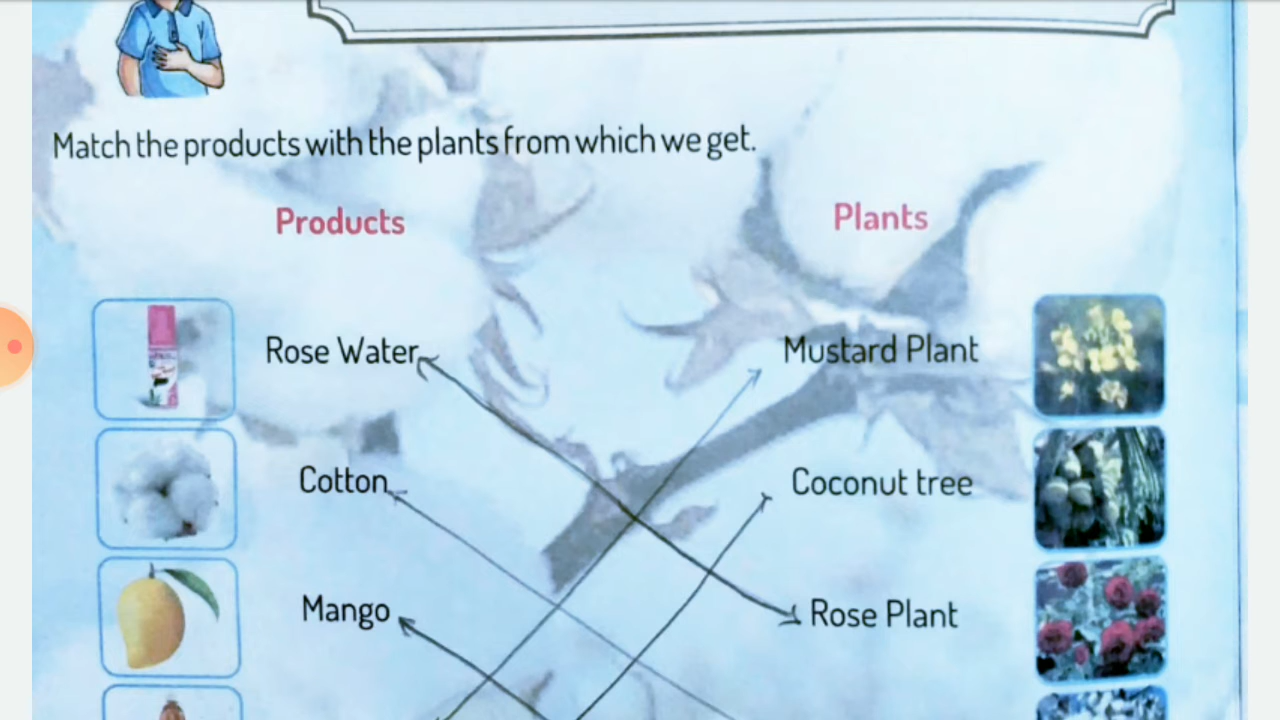 Match the products with the plants from which we get.
Products
Plants
Rose Water
Mustard Plant
Cotton
Coconut tree
Mango
Rose Plant